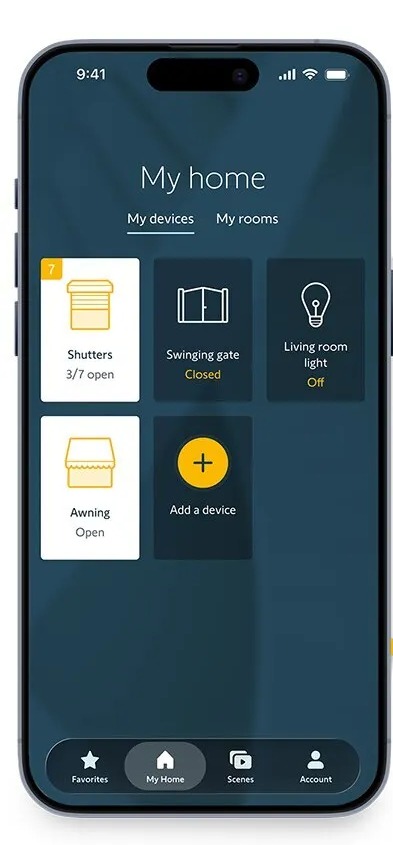 9:41
My home
My devices My rooms
7
Shutters
3/7 open
Swinging gate
Closed
Living room
light
Off
Awning
Open
Add a device
Favorites My Home Scenes Account